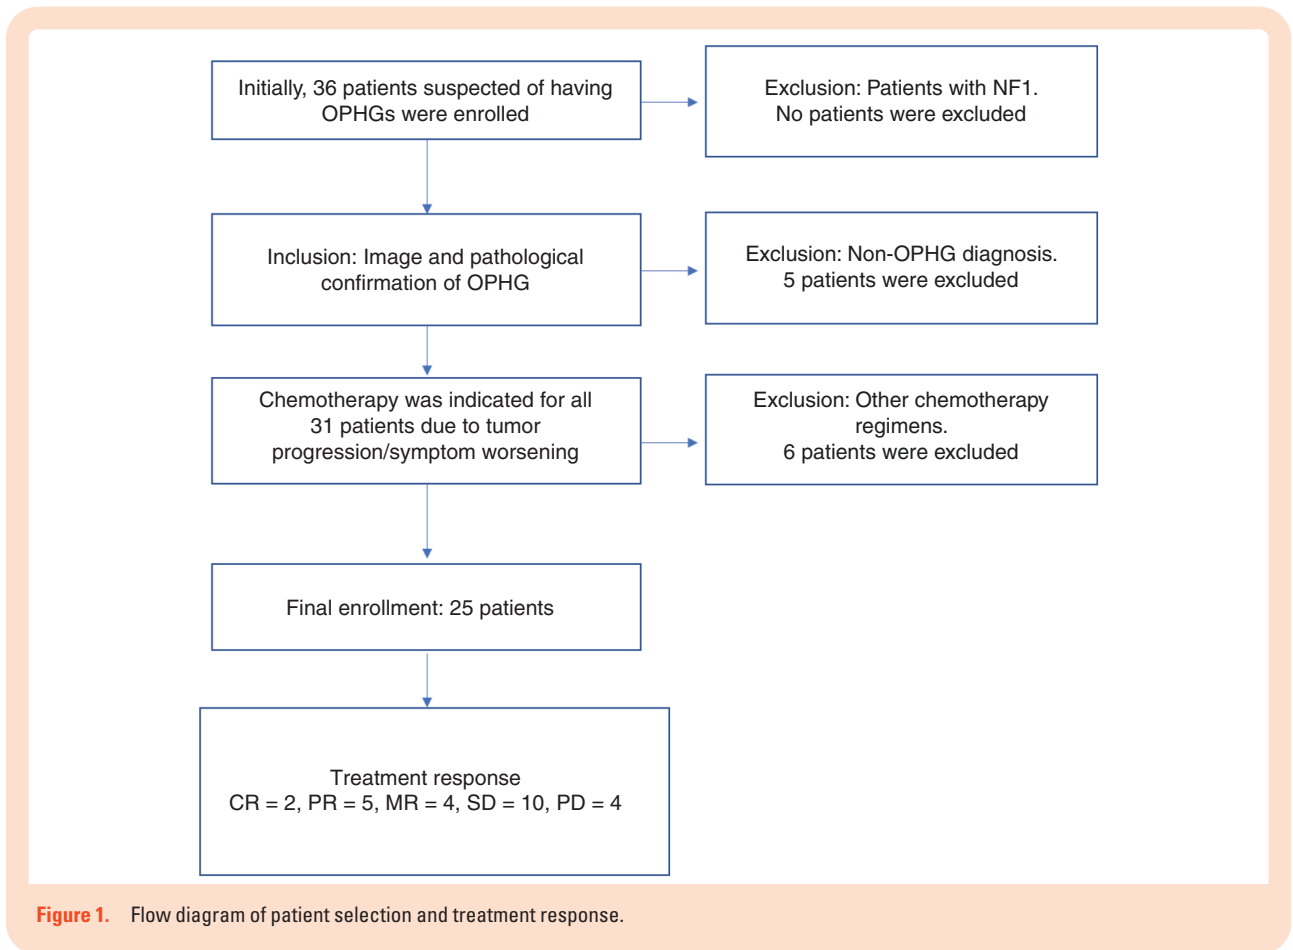 Initially, 36 patients suspected of having
OPHGs were enrolled
Exclusion: Patients with NF1.
No patients were excluded
Inclusion: Image and pathological
confirmation of OPHG
Exclusion: Non-OPHG diagnosis.
5 patients were excluded
Chemotherapy was indicated for all
31 patients due to tumor
progression/symptom worsening
Exclusion: Other chemotherapy
regimens.
6 patients were excluded
Final enrollment: 25 patients
Treatment response
CR = 2, PR = 5, MR = 4, SD = 10, PD = 4
Figure 1. Flow diagram of patient selection and treatment response.